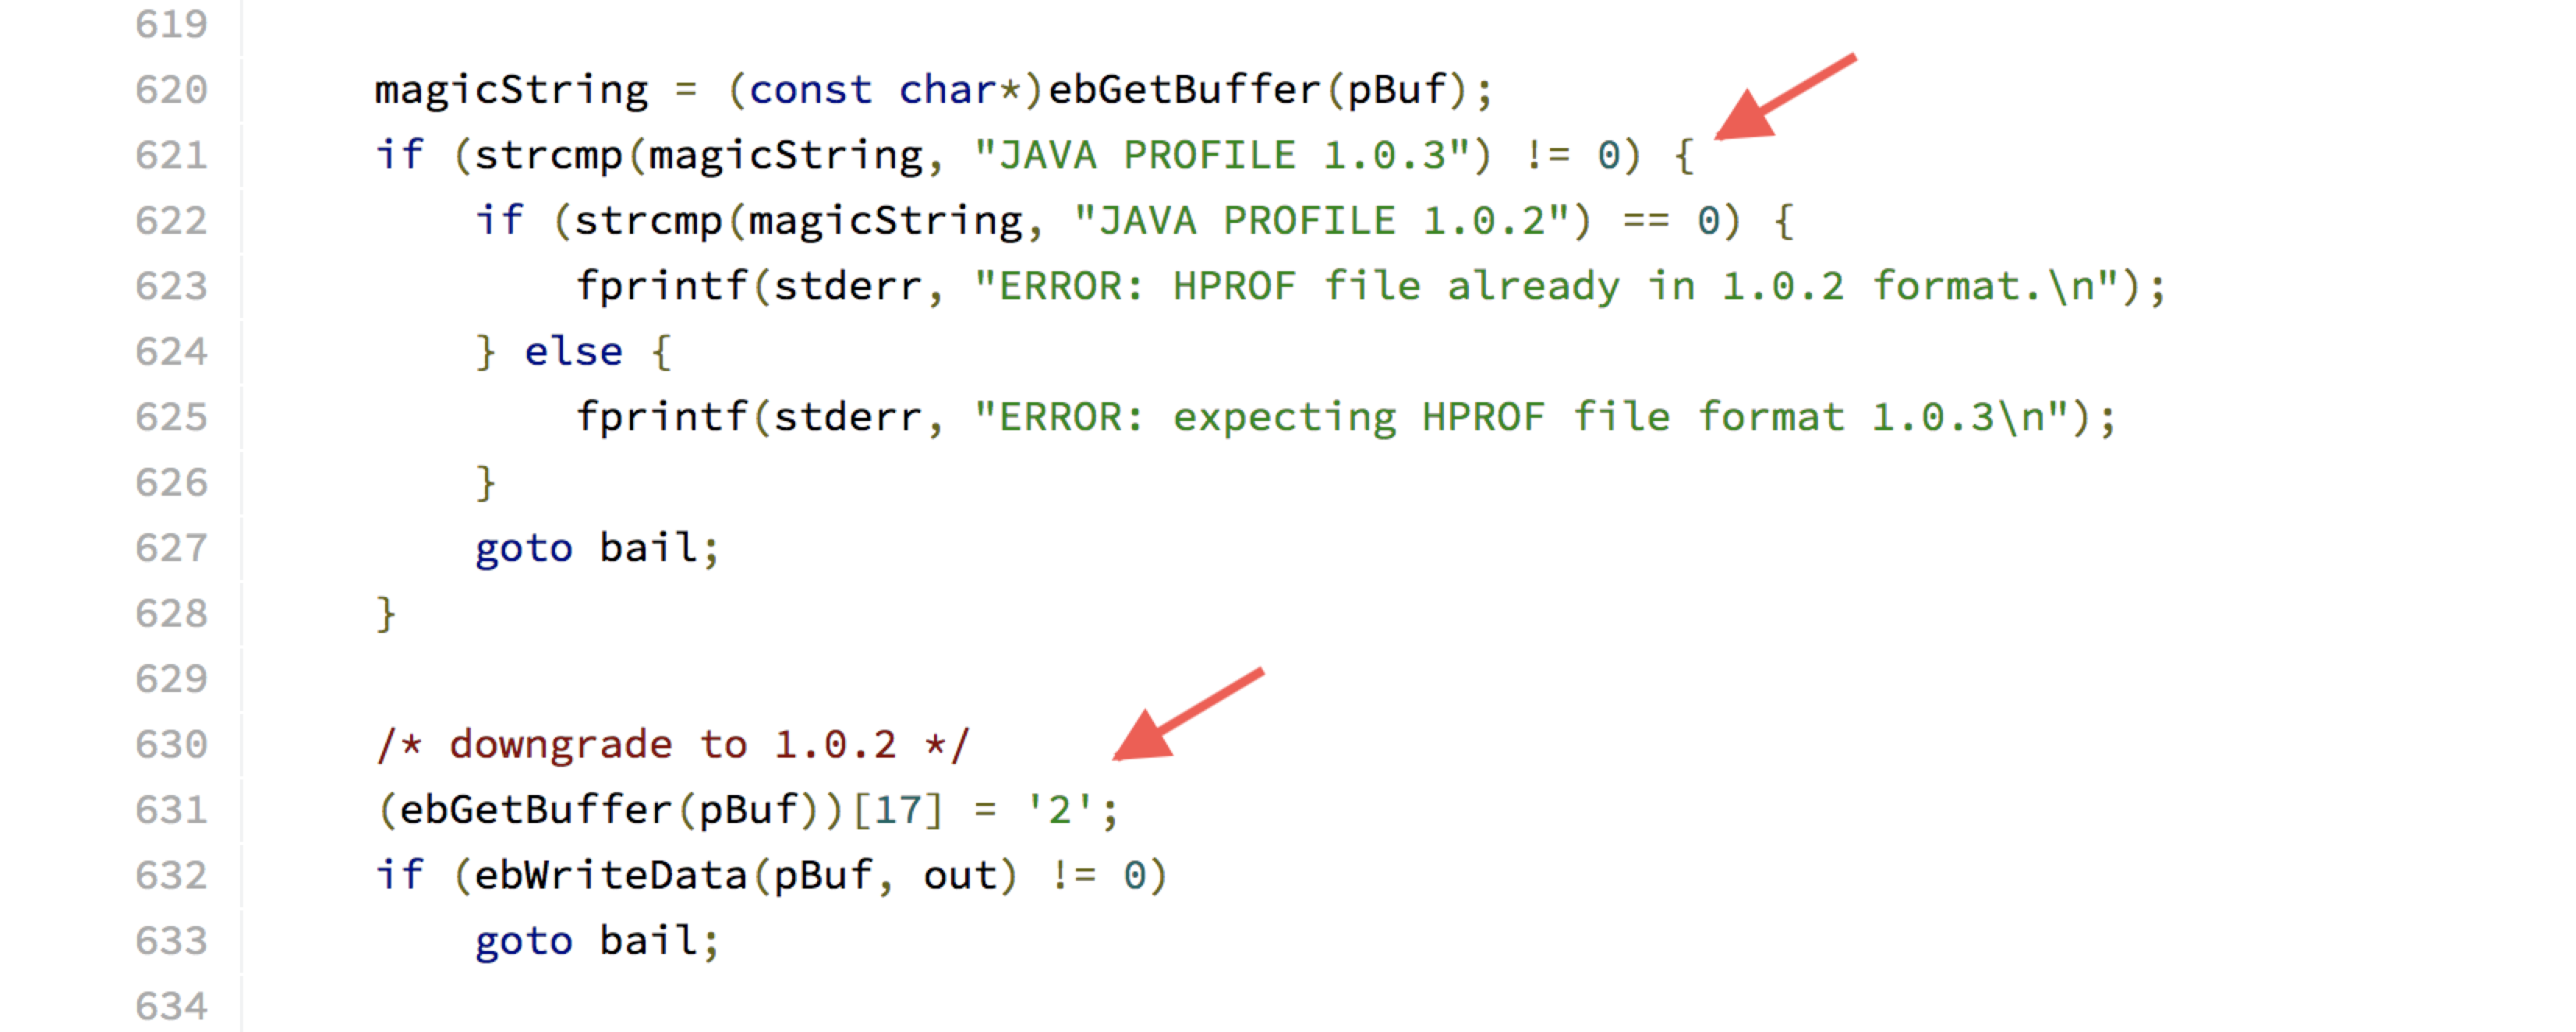 619
620 magicString = (const char*)ebGetBuffer(pBuf);
621 if (strcmp(magicString, "JAVA PROFILE 1.0.3") != 0) {
622 if (strcmp(magicString, "JAVA PROFILE 1.0.2") == 0) {
623 fprintf(stderr, "ERROR: HPROF file already in 1.0.2 format.\n");
624 } else {
625 fprintf(stderr, "ERROR: expecting HPROF file format 1.0.3\n");
626 }
627 goto bail;
628 }
629
630 /* downgrade to 1.0.2 */
631 (ebGetBuffer(pBuf))[17] = '2';
632 if (ebWriteData(pBuf, out) != 0)
633 goto bail;
634